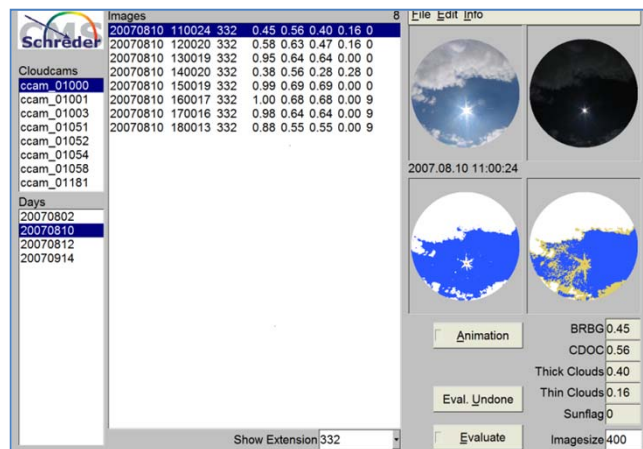 CMS
Schreder
Cloudcams
ccam_01000
ccam_01001
ccam_01003
ccam_01051
ccam_01052
ccam_01054
ccam_01058
ccam_01181
Days
20070802
20070810
20070812
20070914
Images 8
20070810 110024 332 0.45 0.56 0.40 0.16 0
20070810 120020 332 0.58 0.63 0.47 0.16 0
20070810 130019 332 0.95 0.64 0.64 0.00 0
20070810 140020 332 0.38 0.56 0.28 0.28 0
20070810 150019 332 0.99 0.69 0.69 0.00 0
20070810 160017 332 1.00 0.68 0.68 0.00 9
20070810 170016 332 0.98 0.64 0.64 0.00 9
20070810 180013 332 0.88 0.55 0.55 0.00 9
Show Extension 332
File Edit Info
2007.08.10 11:00:24
Animation
Eval. Undone
Evaluate
BRBG 0.45
CDOC 0.56
Thick Clouds 0.40
Thin Clouds 0.16
Sunflag 0
Imagesize 400